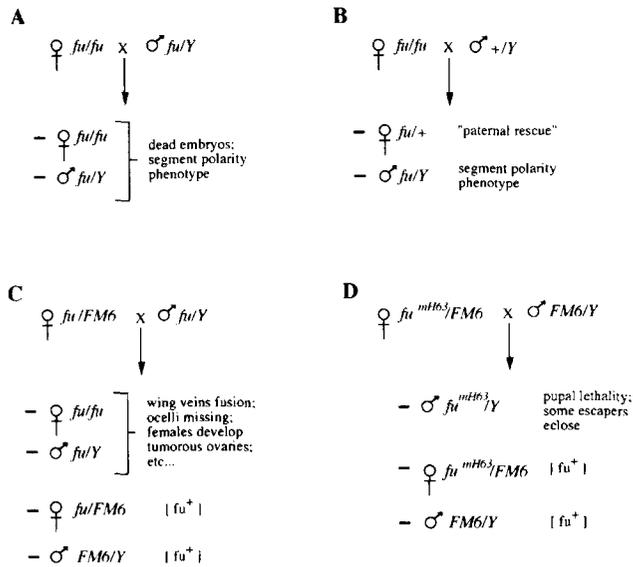 A
♀ fu/fu x ♂ fu/Y
- ♀ fu/fu
- ♂ fu/Y
dead embryos;
segment polarity
phenotype
B
♀ fu/fu x ♂ +/Y
- ♀ fu/+ "paternal rescue"
- ♂ fu/Y segment polarity
phenotype
C
♀ fu/FM6 x ♂ fu/Y
- ♀ fu/fu
- ♂ fu/Y
wing veins fusion;
ocelli missing;
females develop
tumorous ovaries;
etc...
- ♀ fu/FM6 [ fu⁺ ]
- ♂ FM6/Y [ fu⁺ ]
D
♀ fu mH63/FM6 x ♂ FM6/Y
- ♂ fu mH63/Y pupal lethality;
some escapers
eclose
- ♀ fu mH63/FM6 [ fu⁺ ]
- ♂ FM6/Y [ fu⁺ ]